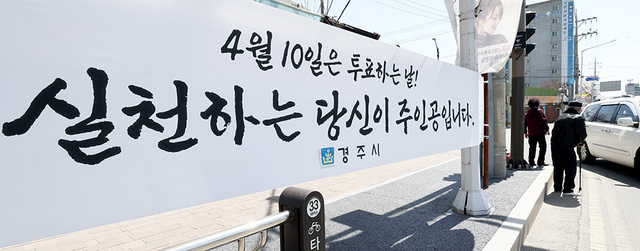 4월 10일은 투표하는 날!
실천하는 당신이 주인공입니다.
경주시
33
타